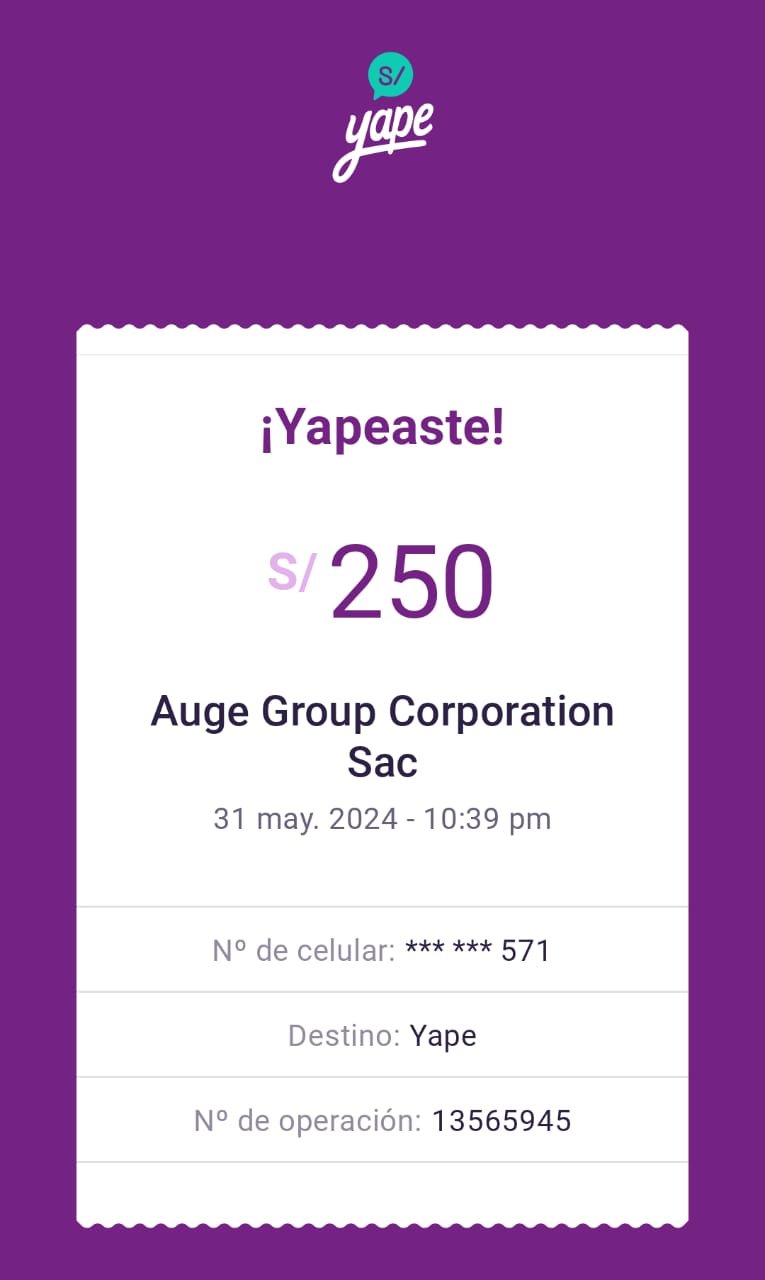 S/
yape
¡Yapeaste!
S/ 250
Auge Group Corporation
Sac
31 may. 2024 - 10:39 pm
Nº de celular: *** *** 571
Destino: Yape
Nº de operación: 13565945